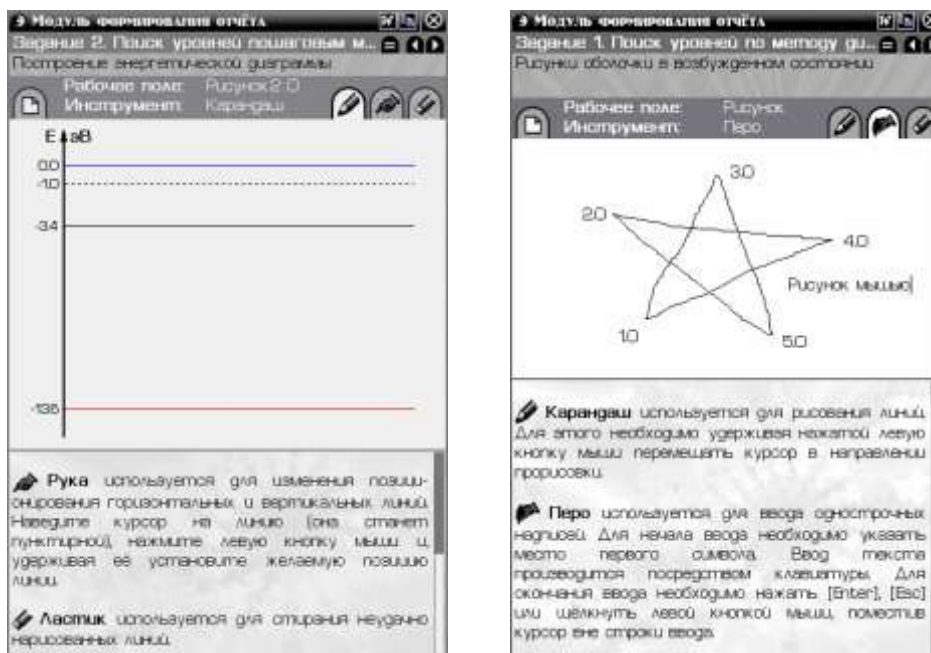 Модуль формирования отчёта
Задание 2. Поиск уровней пошаговым м...
Построение энергетической диаграммы
Рабочее поле: Рисунок 2.0
Инструмент: Карандаш
E эВ
0.0
-1.0
-3.4
-13.6
Рука используется для изменения позици-
онирования горизонтальных и вертикальных линий.
Наведите курсор на линию (она станет
пунктирной), нажмите левую кнопку мыши и,
удерживая её установите желаемую позицию
линии.
Ластик используется для стирания неудачно
нарисованных линий.
Модуль формирования отчёта
Задание 1. Поиск уровней по методу ди...
Рисунки оболочки в возбужденном состоянии
Рабочее поле: Рисунок
Инструмент: Перо
3.0
2.0
4.0
Рисунок мышью
1.0
5.0
Карандаш используется для рисования линий.
Для этого необходимо удерживая нажатой левую
кнопку мыши перемещать курсор в направлении
прорисовки.
Перо используется для ввода однострочных
надписей. Для начала ввода необходимо указать
место первого символа. Ввод текста
производится посредством клавиатуры. Для
окончания ввода необходимо нажать [Enter], [Esc]
или щёлкнуть левой кнопкой мыши, поместив
курсор вне строки ввода.